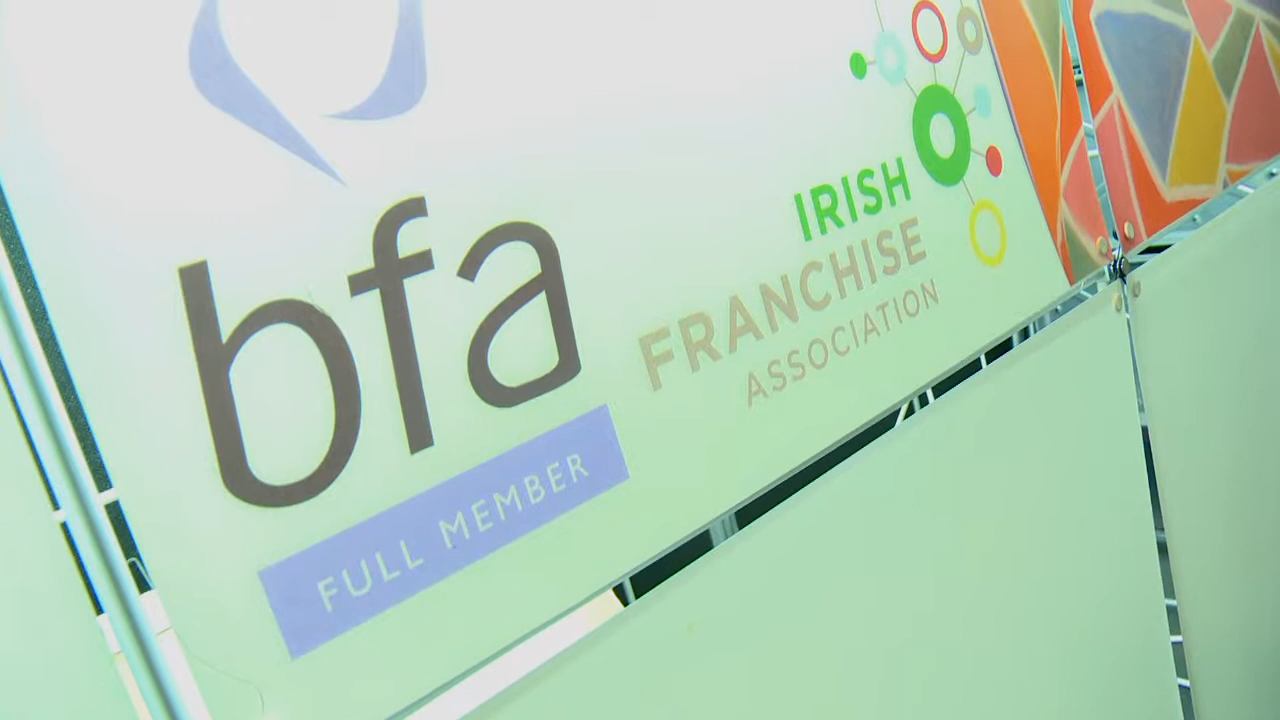 bfa
FULL MEMBER
IRISH
FRANCHISE
ASSOCIATION